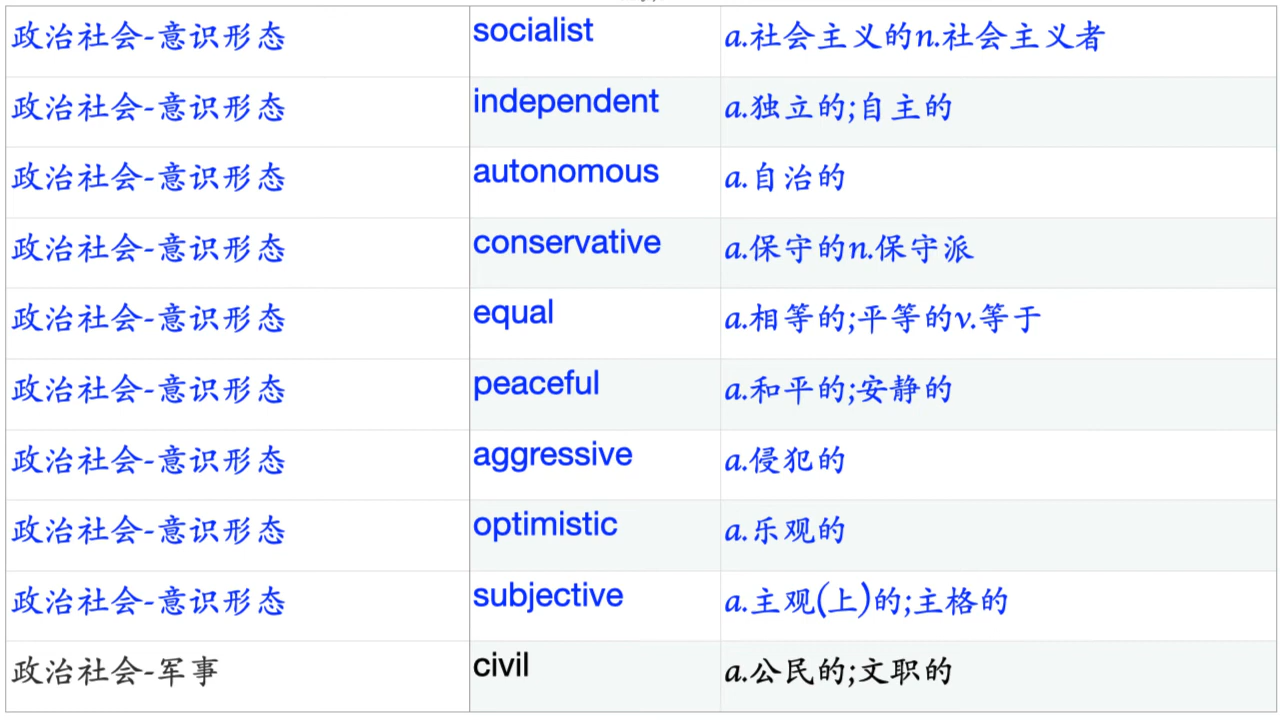 政治社会-意识形态 socialist a.社会主义的n.社会主义者
政治社会-意识形态 independent a.独立的;自主的
政治社会-意识形态 autonomous a.自治的
政治社会-意识形态 conservative a.保守的n.保守派
政治社会-意识形态 equal a.相等的;平等的v.等于
政治社会-意识形态 peaceful a.和平的;安静的
政治社会-意识形态 aggressive a.侵犯的
政治社会-意识形态 optimistic a.乐观的
政治社会-意识形态 subjective a.主观(上)的;主格的
政治社会-军事 civil a.公民的;文职的